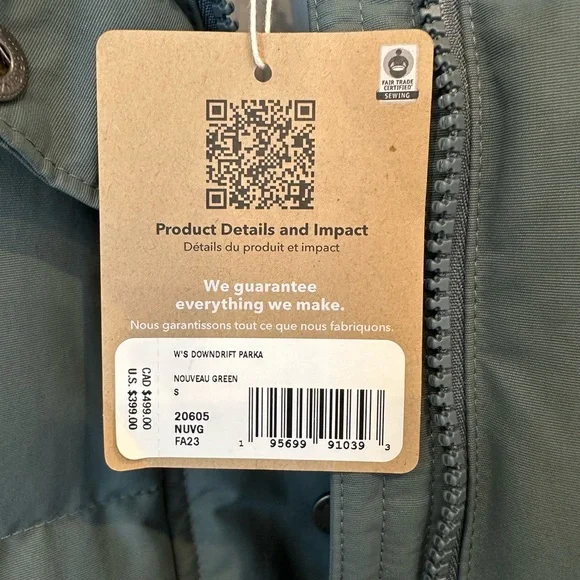 FAIR TRADE
CERTIFIED
SEWING
Product Details and Impact
Détails du produit et impact
We guarantee
everything we make.
Nous garantissons tout ce que nous fabriquons.
CAD $499.00
U.S. $399.00
W'S DOWNDRIFT PARKA
NOUVEAU GREEN
S
20605
NUVG
FA23
1 95699 91039 3